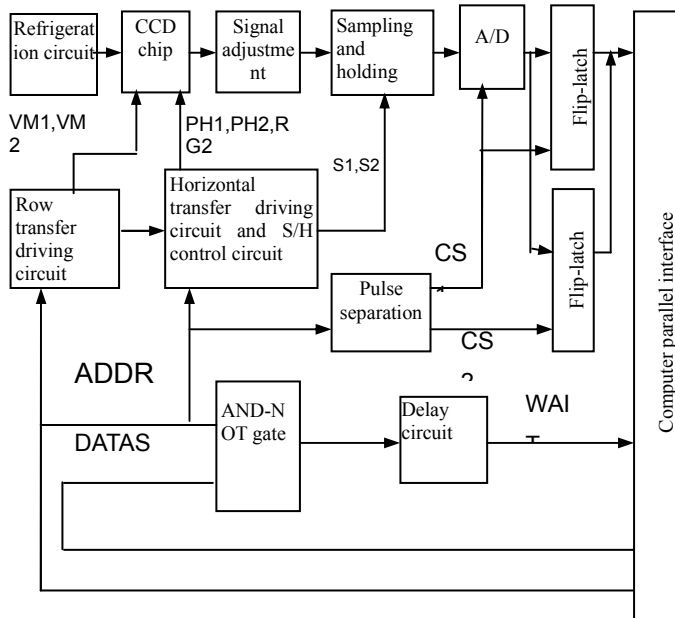 Refrigerat
ion circuit
CCD
chip
Signal
adjustme
nt
Sampling
and
holding
A/D
Flip-latch
VM1,VM
2
PH1,PH2,R
G2
S1,S2
Row
transfer
driving
circuit
Horizontal
transfer driving
circuit and S/H
control circuit
CS
Pulse
separation
Flip-latch
CS
ADDR
DATAS
AND-N
OT gate
Delay
circuit
WAI
Computer parallel interface